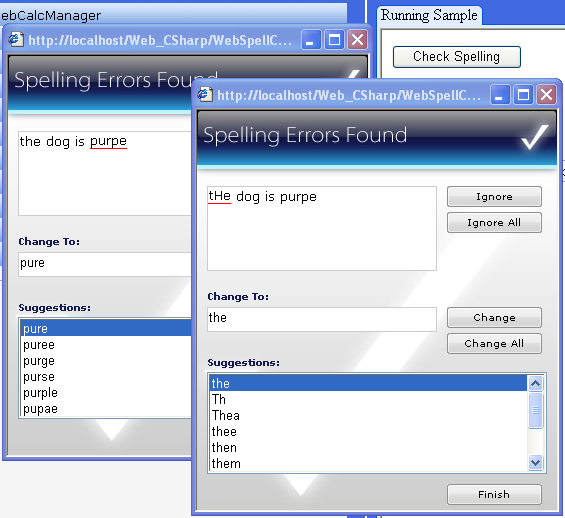 ebCalcManager
Running Sample
Check Spelling
http://localhost/Web_CSharp/WebSpellC...
Spelling Errors Found
the dog is purpe
Change To:
pure
Suggestions:
pure
puree
purge
purse
purple
pupae
http://localhost/Web_CSharp/WebSpellC...
Spelling Errors Found
tHe dog is purpe
Ignore
Ignore All
Change To:
the
Change
Change All
Suggestions:
the
Th
Thea
thee
then
them
Finish